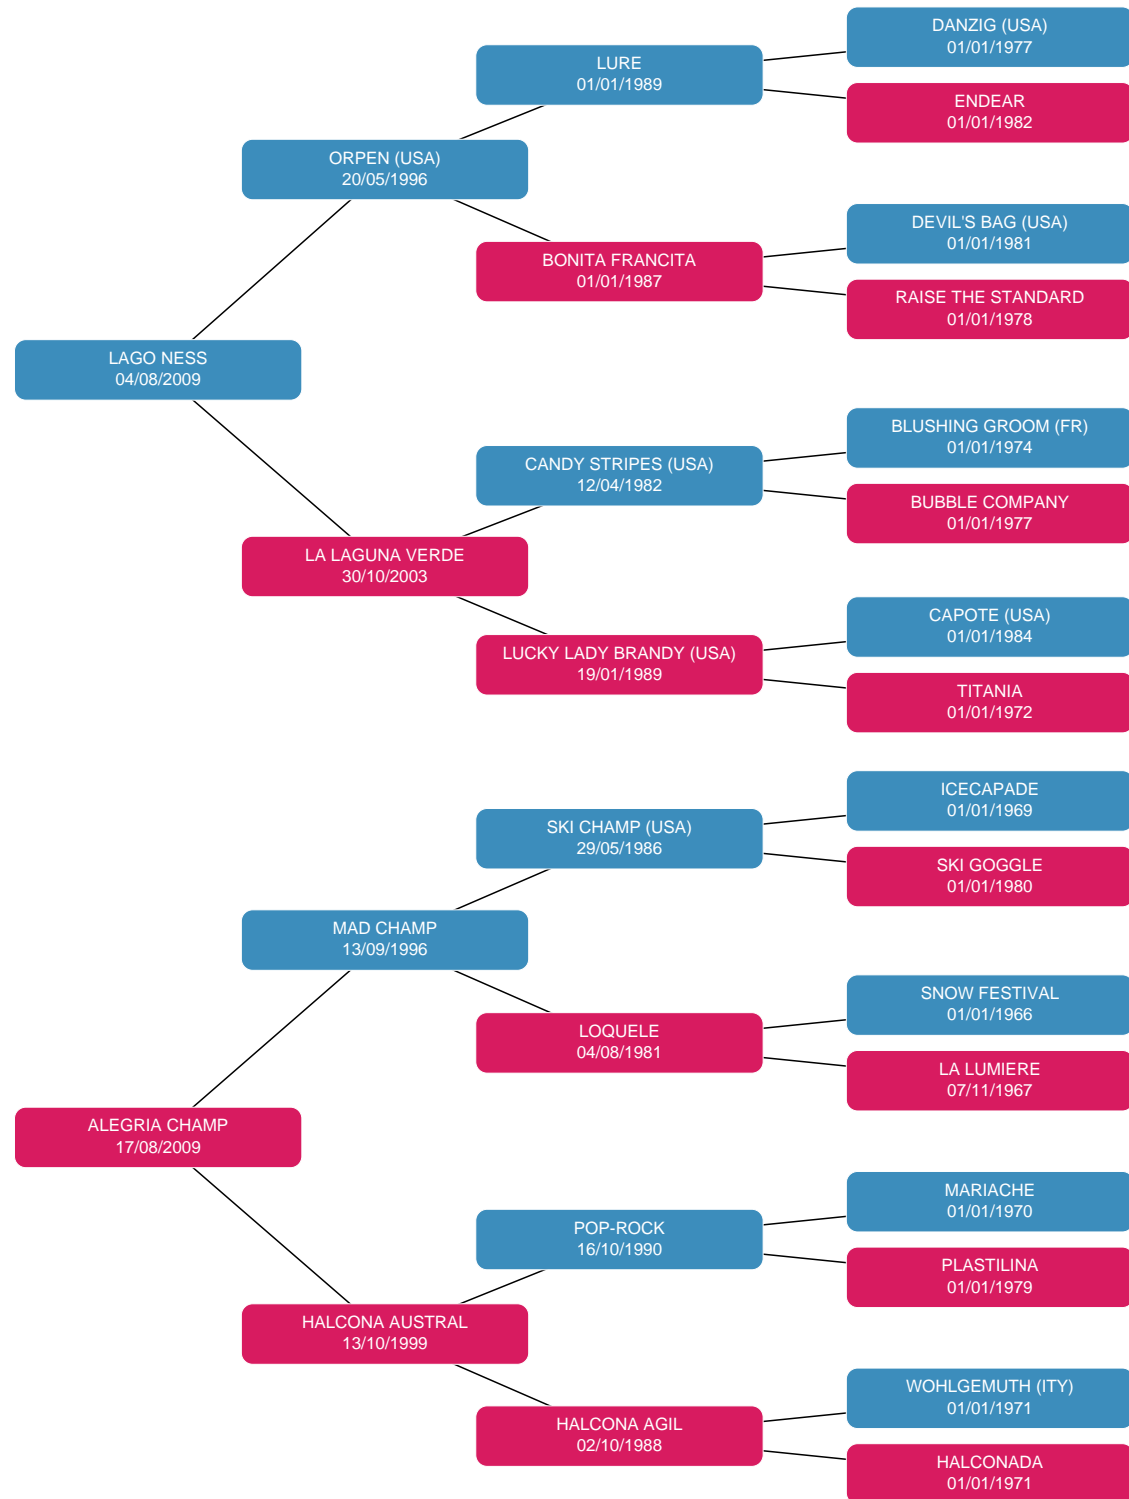 DANZIG (USA)
01/01/1977
LURE
01/01/1989
ENDEAR
01/01/1982
ORPEN (USA)
20/05/1996
DEVIL'S BAG (USA)
01/01/1981
BONITA FRANCITA
01/01/1987
RAISE THE STANDARD
01/01/1978
LAGO NESS
04/08/2009
BLUSHING GROOM (FR)
01/01/1974
CANDY STRIPES (USA)
12/04/1982
BUBBLE COMPANY
01/01/1977
LA LAGUNA VERDE
30/10/2003
CAPOTE (USA)
01/01/1984
LUCKY LADY BRANDY (USA)
19/01/1989
TITANIA
01/01/1972
ICECAPADE
01/01/1969
SKI CHAMP (USA)
29/05/1986
SKI GOGGLE
01/01/1980
MAD CHAMP
13/09/1996
SNOW FESTIVAL
01/01/1966
LOQUELE
04/08/1981
LA LUMIERE
07/11/1967
ALEGRIA CHAMP
17/08/2009
MARIACHE
01/01/1970
POP-ROCK
16/10/1990
PLASTILINA
01/01/1979
HALCONA AUSTRAL
13/10/1999
WOHLGEMUTH (ITY)
01/01/1971
HALCONA AGIL
02/10/1988
HALCONADA
01/01/1971